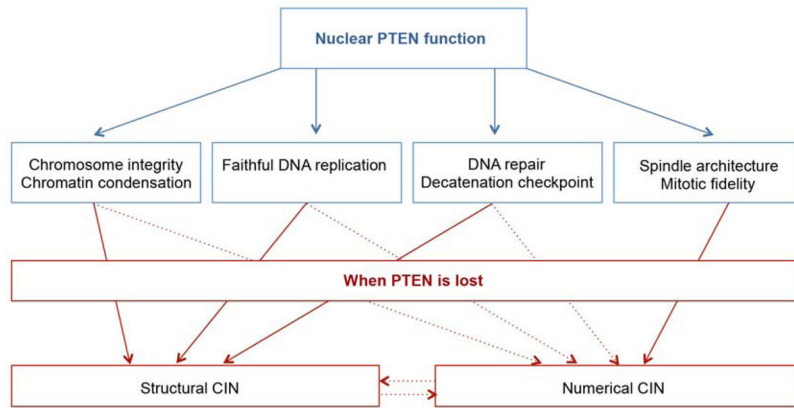 Nuclear PTEN function
Chromosome integrity
Chromatin condensation
Faithful DNA replication
DNA repair
Decatenation checkpoint
Spindle architecture
Mitotic fidelity
When PTEN is lost
Structural CIN
Numerical CIN